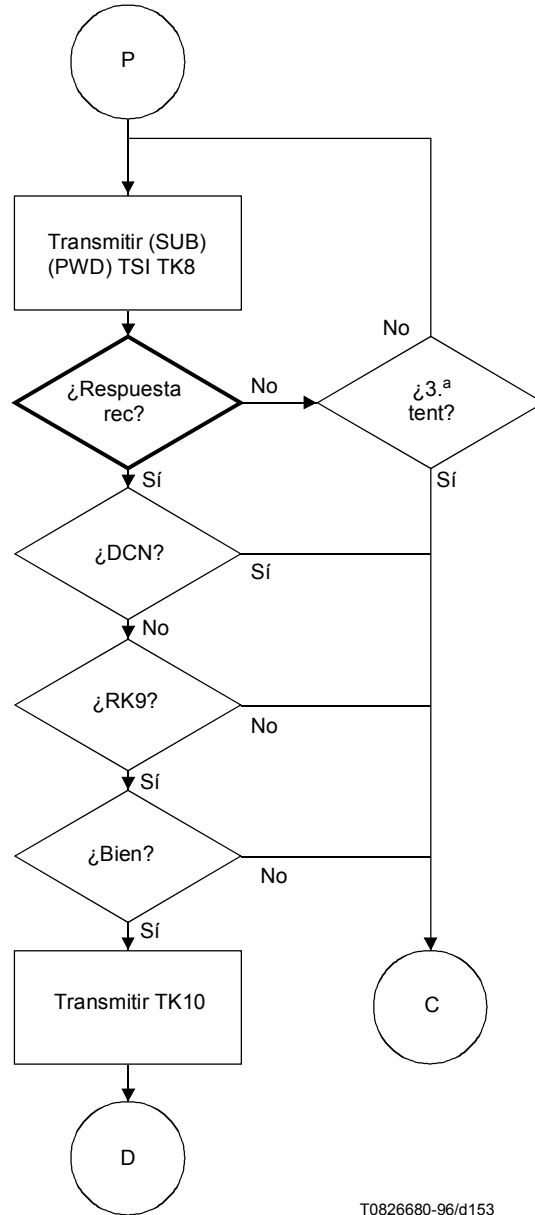 P
Transmitir (SUB)
(PWD) TSI TK8
No
¿Respuesta
rec?
No
¿3.ª
tent?
Sí
Sí
¿DCN?
Sí
No
¿RK9?
No
Sí
¿Bien?
No
Sí
Transmitir TK10
C
D
T0826680-96/d153